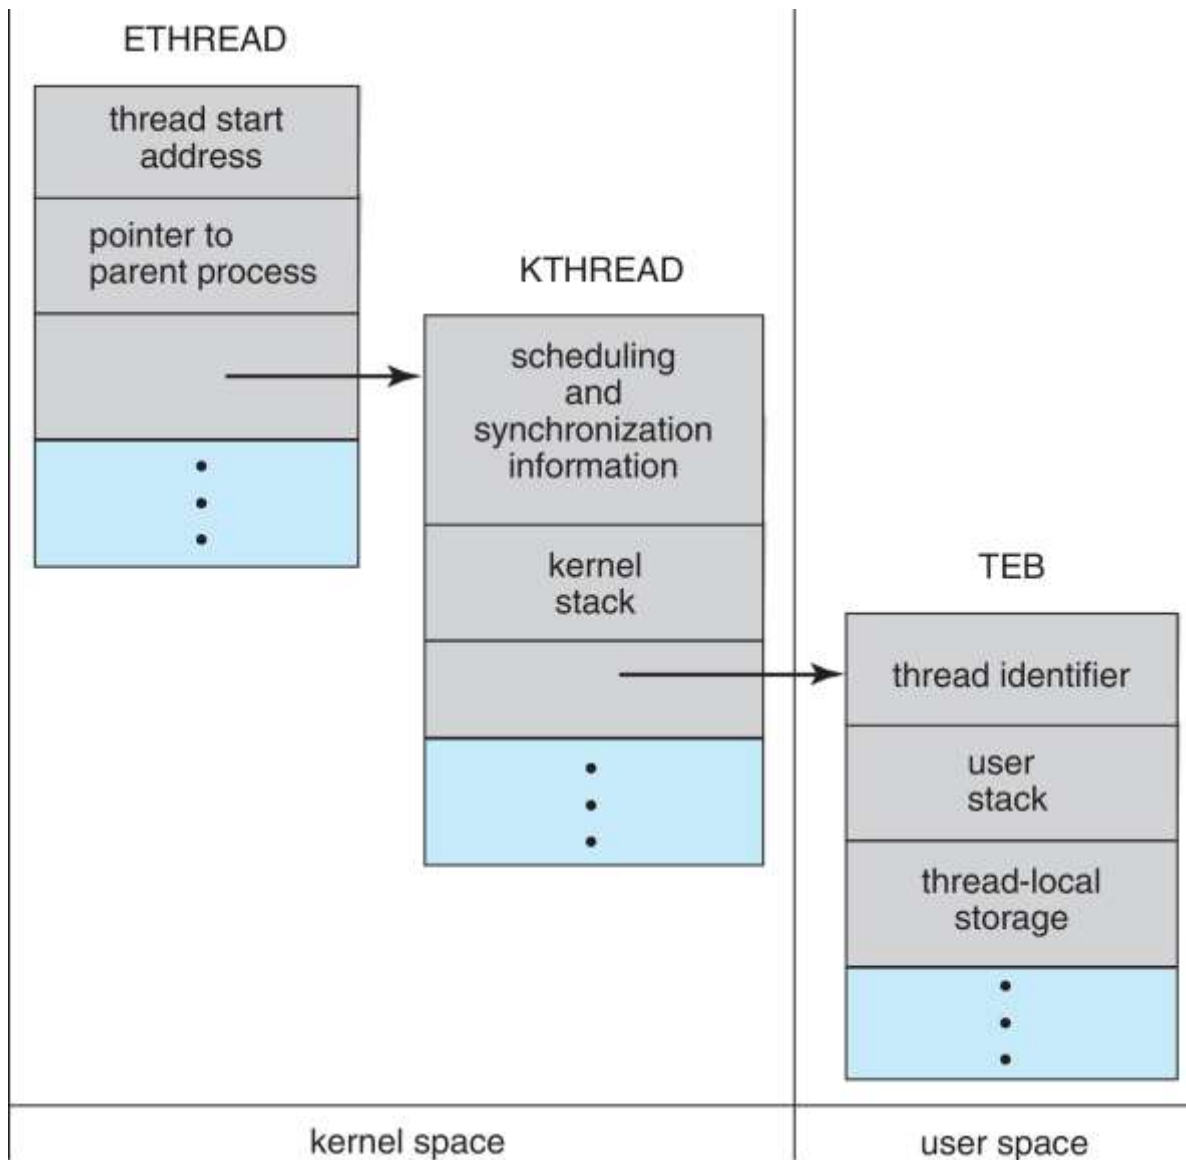 ETHREAD
thread start
address
pointer to
parent process
KTHREAD
scheduling
and
synchronization
information
kernel
stack
TEB
thread identifier
user
stack
thread-local
storage
kernel space
user space